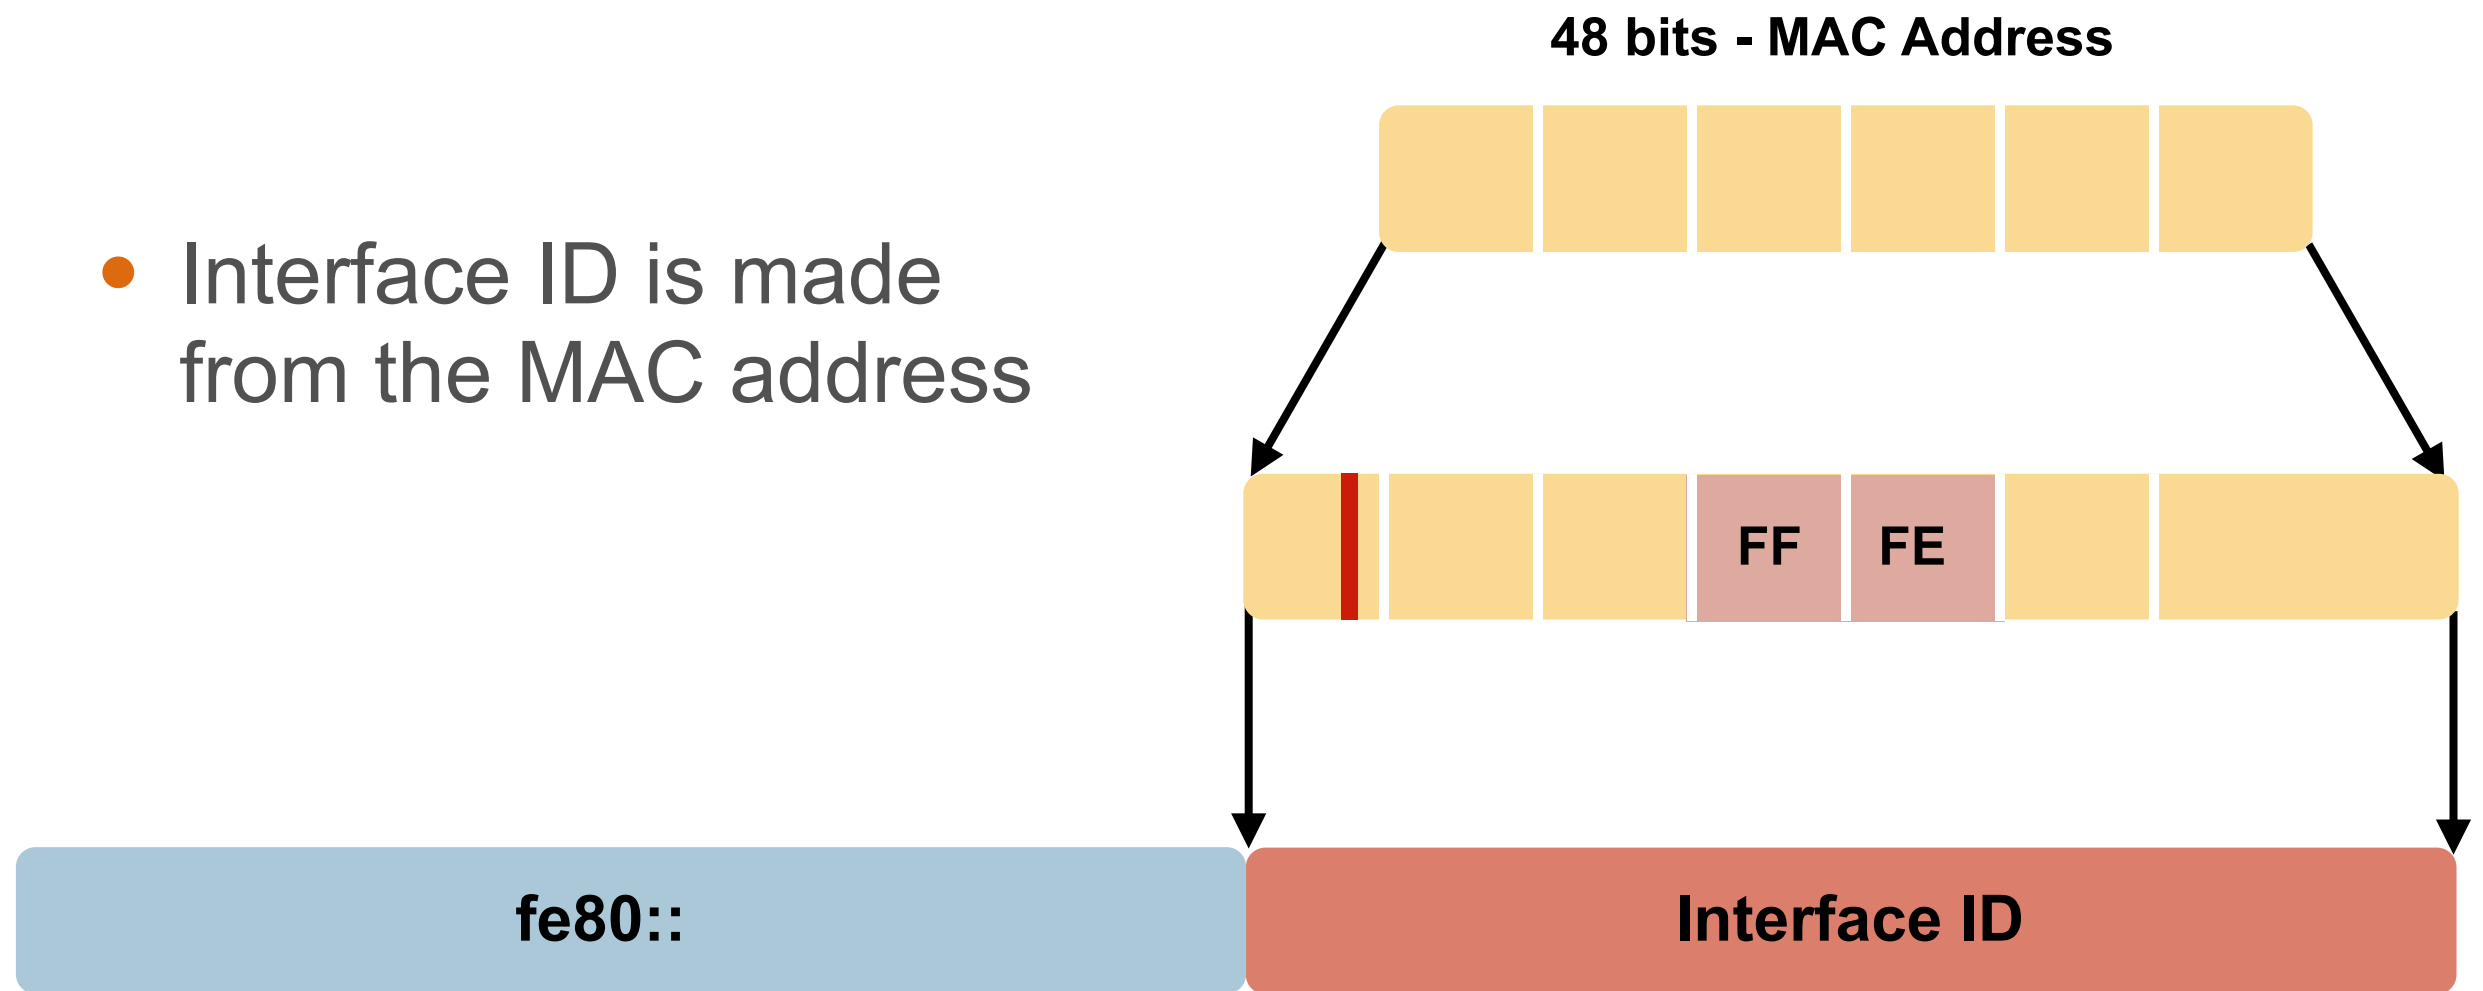 48 bits - MAC Address
• Interface ID is made
from the MAC address
FF FE
fe80::
Interface ID